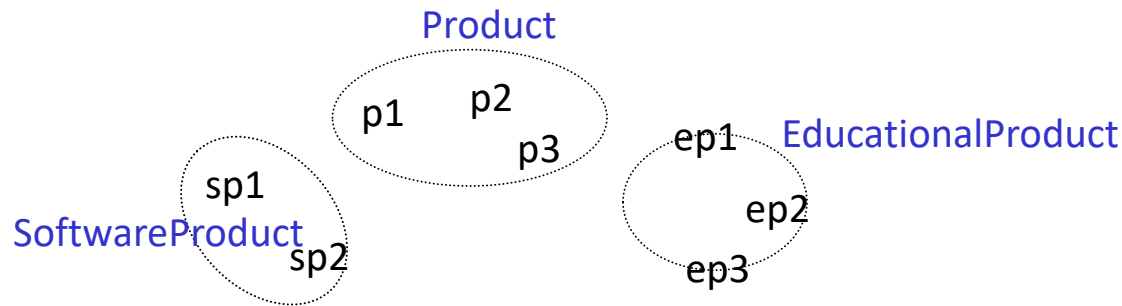 Product
p1
p2
p3
ep1
EducationalProduct
sp1
ep2
SoftwareProduct
sp2
ep3